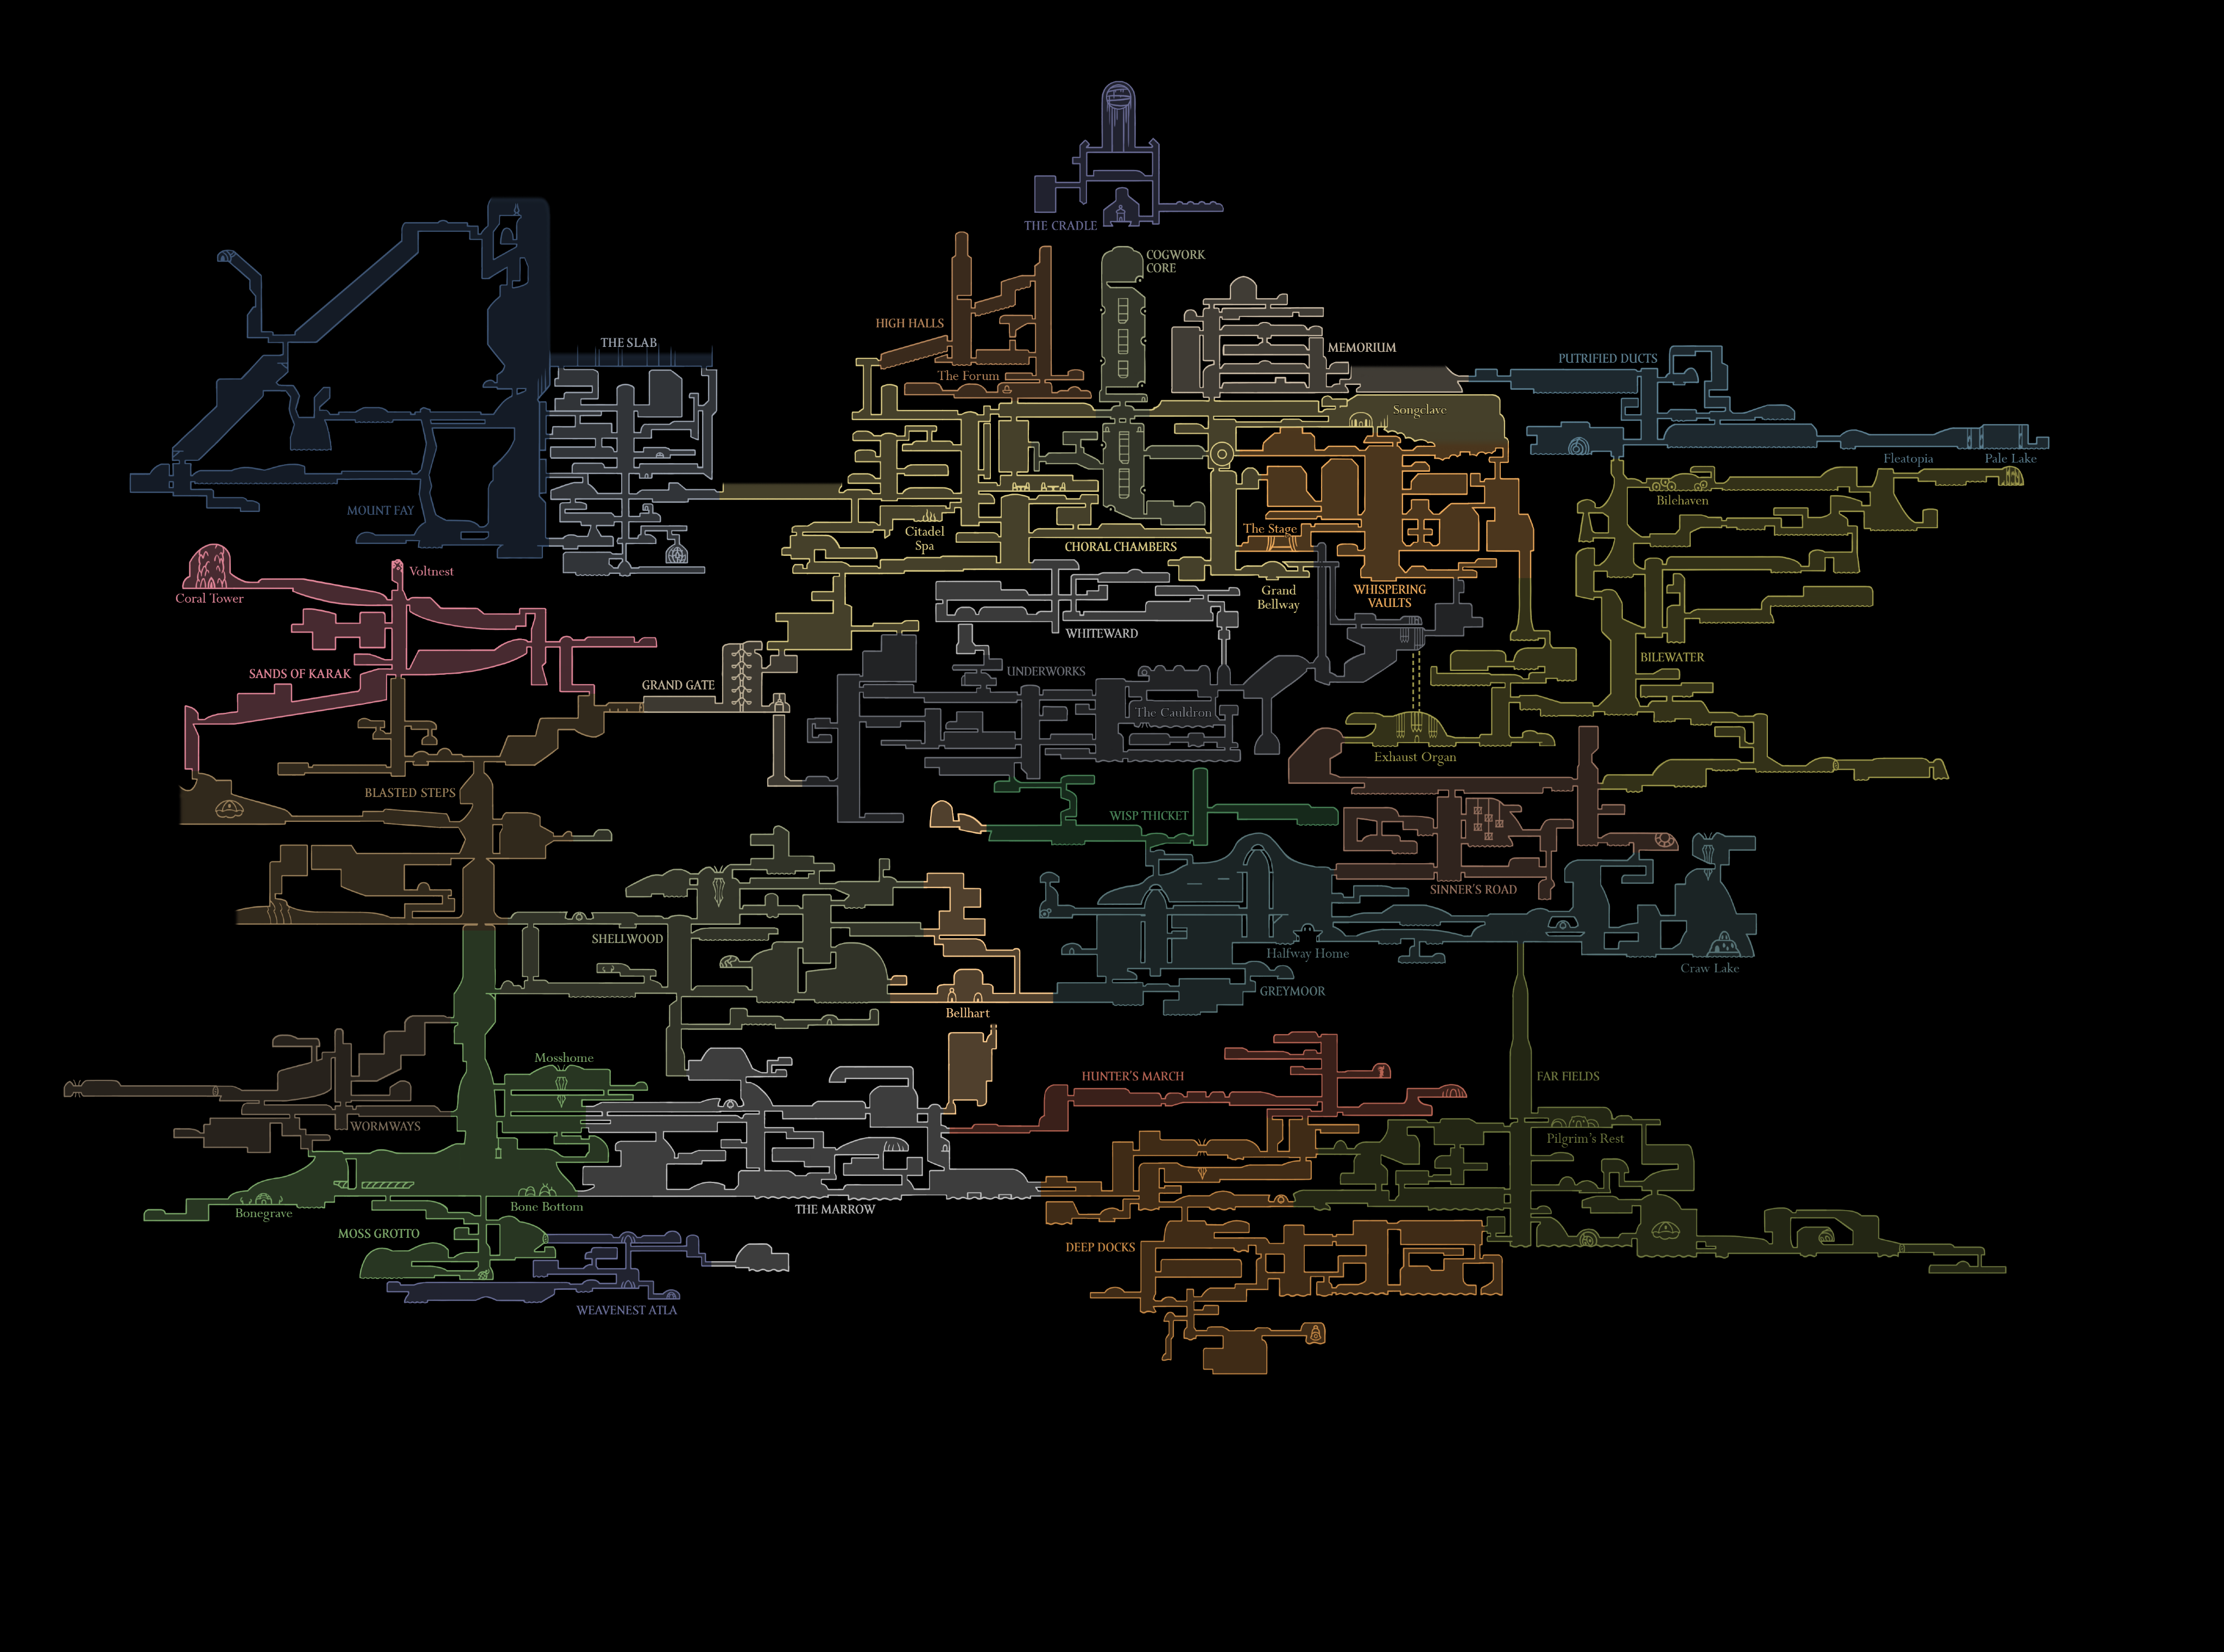 THE CRADLE
COGWORK
CORE
HIGH HALLS
THE SLAB
MEMORIUM
PUTRIFIED DUCTS
The Forum
Songclave
Fleatopia
Pale Lake
Bilehaven
MOUNT FAY
Citadel
Spa
The Stage
CHORAL CHAMBERS
Voltnest
Coral Tower
Grand
Bellway
WHISPERING
VAULTS
WHITEWARD
BILEWATER
SANDS OF KARAK
UNDERWORKS
GRAND GATE
The Cauldron
Exhaust Organ
BLASTED STEPS
WISP THICKET
SINNER'S ROAD
SHELLWOOD
Halfway Home
Craw Lake
GREYMOOR
Bellhart
Mosshome
HUNTER'S MARCH
FAR FIELDS
WORMWAYS
Pilgrim's Rest
Bone Bottom
THE MARROW
Bonegrave
MOSS GROTTO
DEEP DOCKS
WEAVENEST ATLA